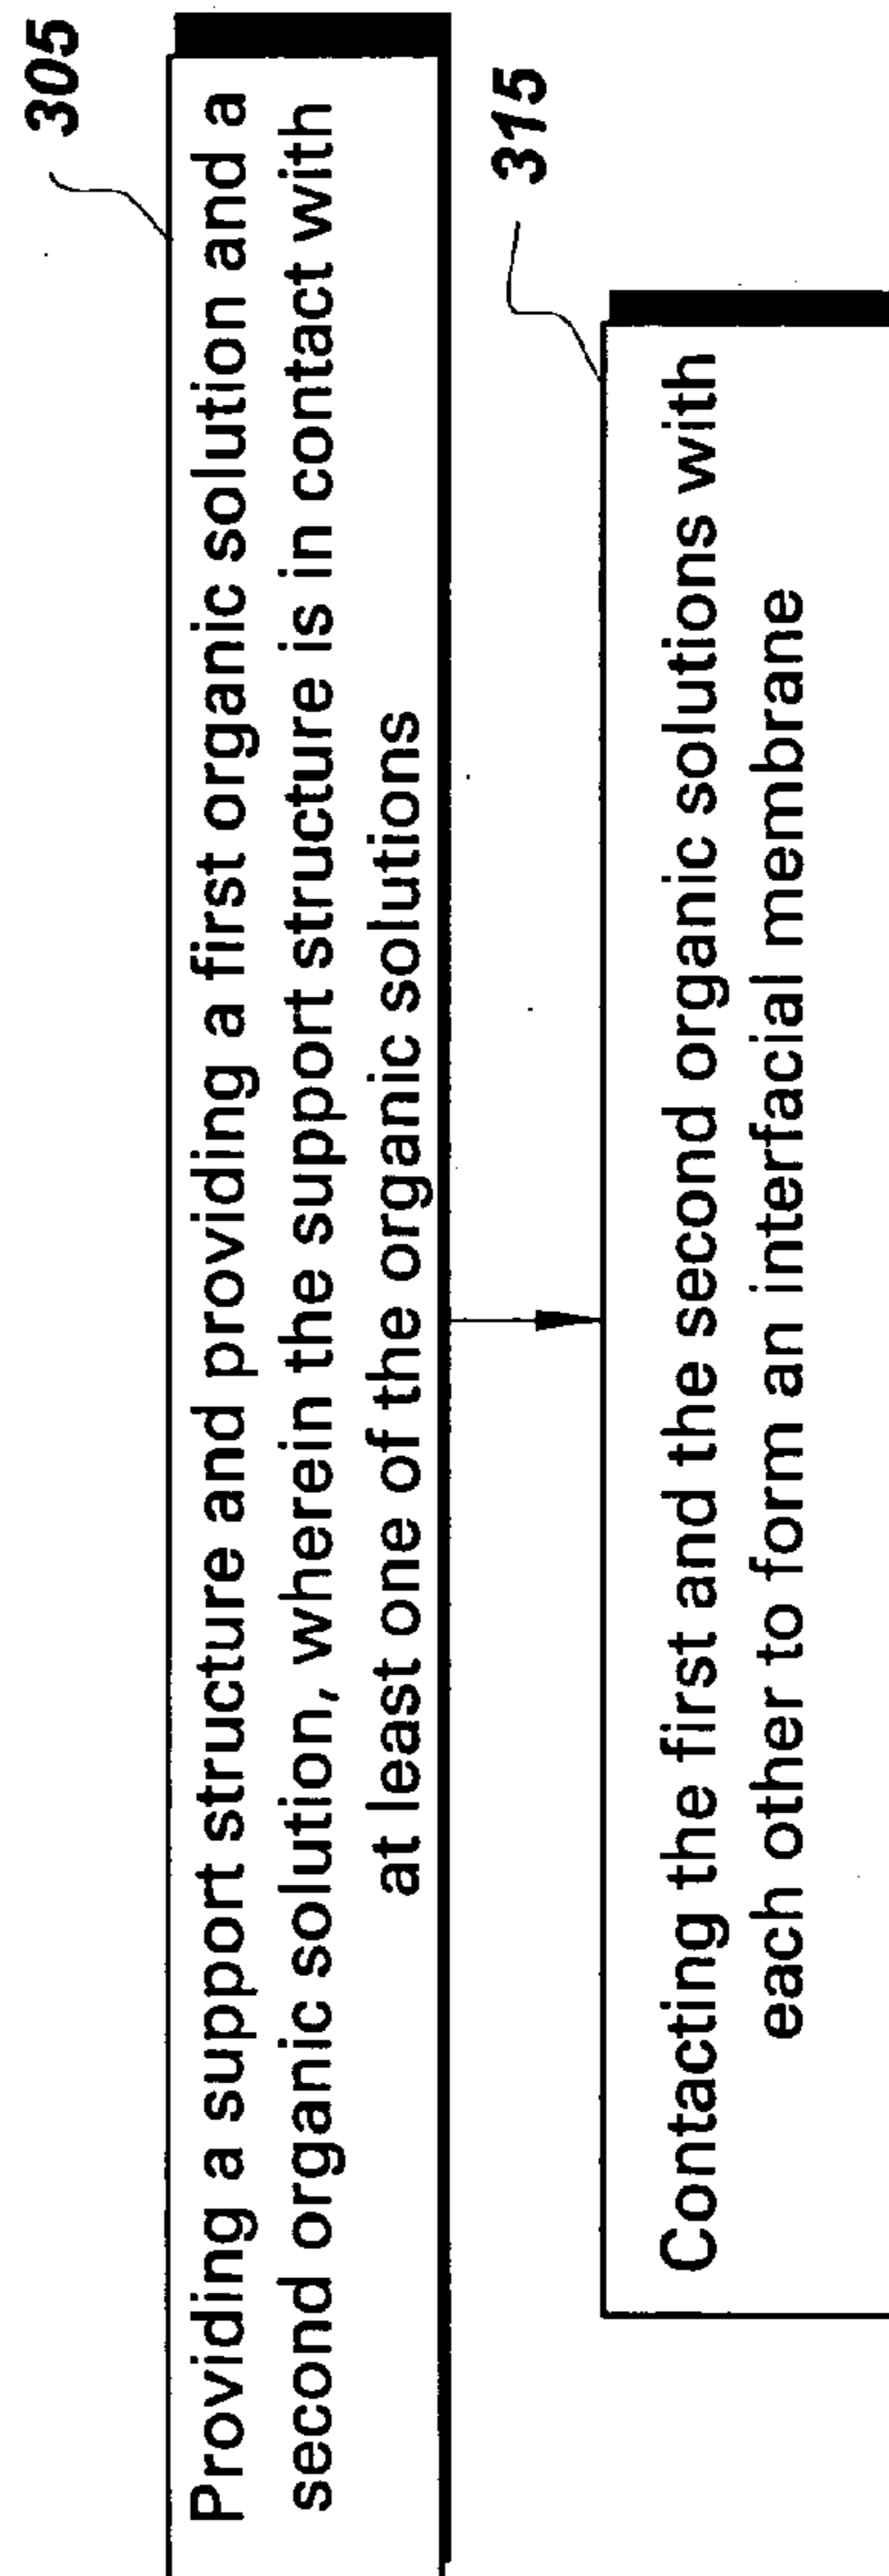 305
Providing a support structure and providing a first organic solution and a
second organic solution, wherein the support structure is in contact with
at least one of the organic solutions
315
Contacting the first and the second organic solutions with
each other to form an interfacial membrane